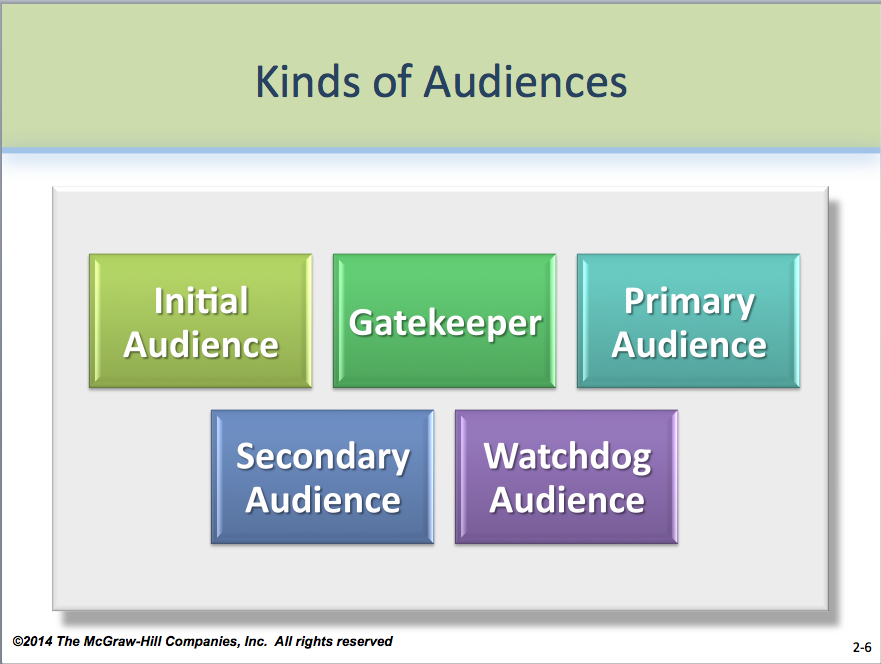 Kinds of Audiences
Initial
Audience
Gatekeeper
Primary
Audience
Secondary
Audience
Watchdog
Audience
©2014 The McGraw-Hill Companies, Inc.  All rights reserved
2-6